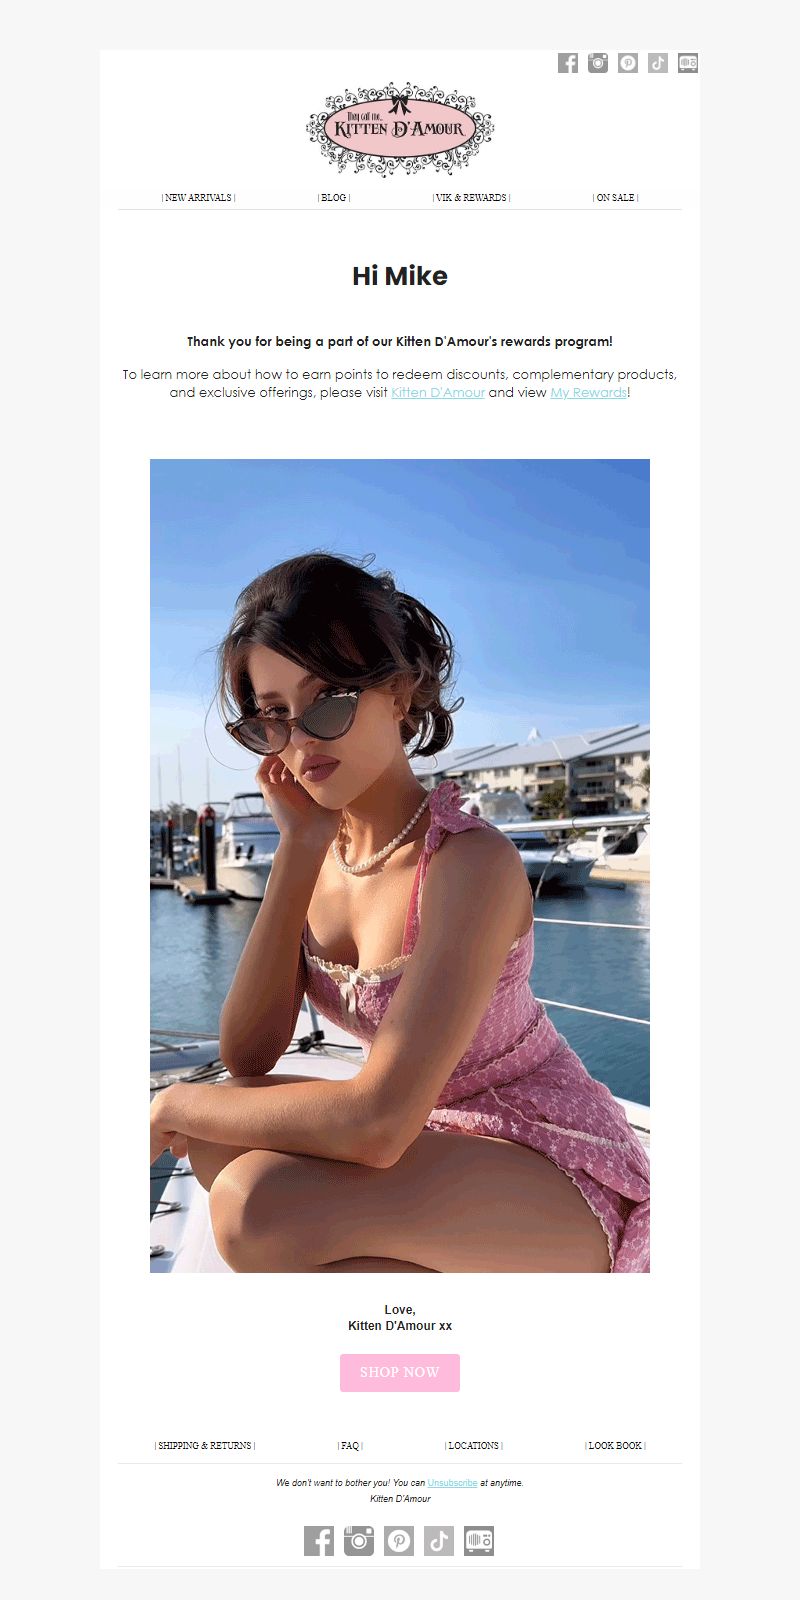 They call me...
KITTEN D'AMOUR
| NEW ARRIVALS |
| BLOG |
| VIK & REWARDS |
| ON SALE |
Hi Mike
Thank you for being a part of our Kitten D'Amour's rewards program!
To learn more about how to earn points to redeem discounts, complementary products,
and exclusive offerings, please visit Kitten D'Amour and view My Rewards!
Love,
Kitten D'Amour xx
SHOP NOW
| SHIPPING & RETURNS |
| FAQ |
| LOCATIONS |
| LOOK BOOK |
We don't want to bother you! You can Unsubscribe at anytime.
Kitten D'Amour